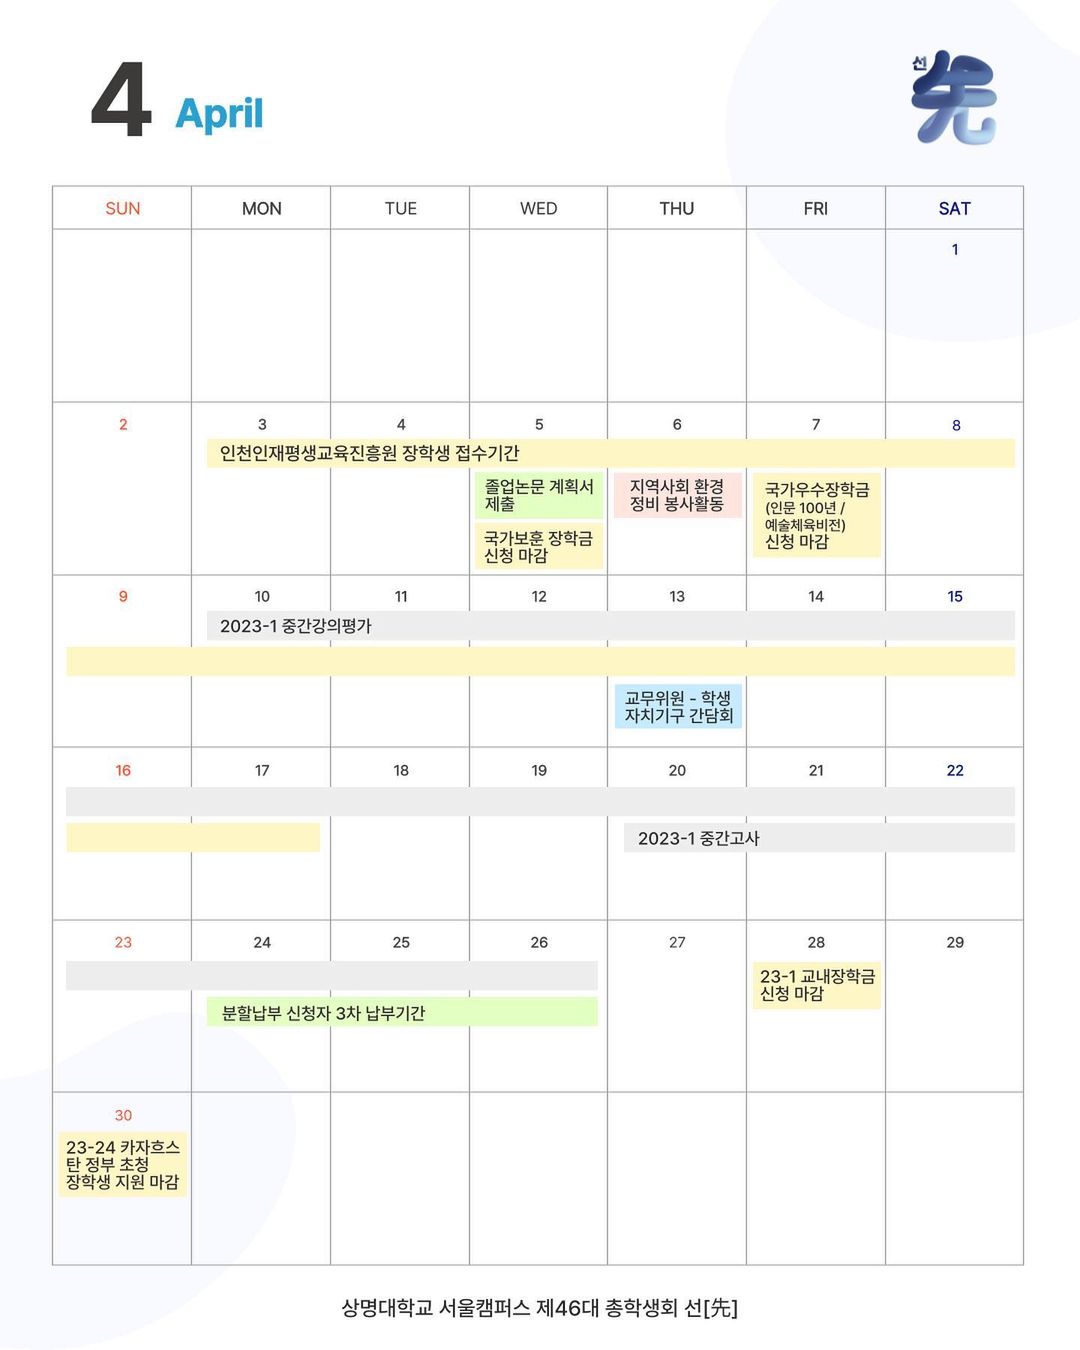 4 April
선 先
SUN MON TUE WED THU FRI SAT
1
2 3 4 5 6 7 8
인천인재평생교육진흥원 장학생 접수기간
졸업논문 계획서
제출
국가보훈 장학금
신청 마감
지역사회 환경
정비 봉사활동
국가우수장학금
(인문 100년 /
예술체육비전)
신청 마감
9 10 11 12 13 14 15
2023-1 중간강의평가
교무위원 - 학생
자치기구 간담회
16 17 18 19 20 21 22
2023-1 중간고사
23 24 25 26 27 28 29
분할납부 신청자 3차 납부기간
23-1 교내장학금
신청 마감
30
23-24 카자흐스
탄 정부 초청
장학생 지원 마감
상명대학교 서울캠퍼스 제46대 총학생회 선[先]